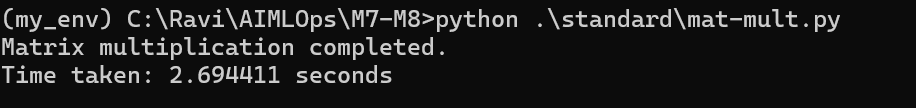 (my_env) C:\Ravi\AIMLOps\M7-M8>python .\standard\mat-mult.py
Matrix multiplication completed.
Time taken: 2.694411 seconds